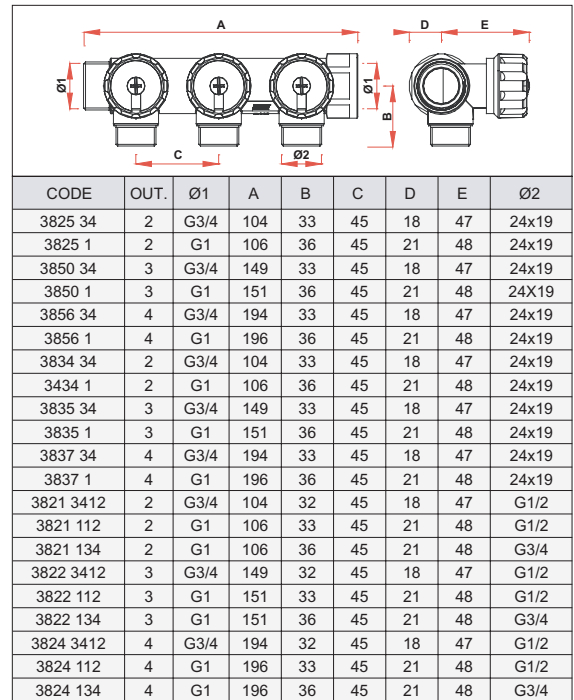 A
D
E
Ø1
Ø1
B
C
Ø2
CODE OUT. Ø1 A B C D E Ø2
3825 34 2 G3/4 104 33 45 18 47 24x19
3825 1 2 G1 106 36 45 21 48 24x19
3850 34 3 G3/4 149 33 45 18 47 24x19
3850 1 3 G1 151 36 45 21 48 24X19
3856 34 4 G3/4 194 33 45 18 47 24x19
3856 1 4 G1 196 36 45 21 48 24x19
3834 34 2 G3/4 104 33 45 18 47 24x19
3434 1 2 G1 106 36 45 21 48 24x19
3835 34 3 G3/4 149 33 45 18 47 24x19
3835 1 3 G1 151 36 45 21 48 24x19
3837 34 4 G3/4 194 33 45 18 47 24x19
3837 1 4 G1 196 36 45 21 48 24x19
3821 3412 2 G3/4 104 32 45 18 47 G1/2
3821 112 2 G1 106 33 45 21 48 G1/2
3821 134 2 G1 106 36 45 21 48 G3/4
3822 3412 3 G3/4 149 32 45 18 47 G1/2
3822 112 3 G1 151 33 45 21 48 G1/2
3822 134 3 G1 151 36 45 21 48 G3/4
3824 3412 4 G3/4 194 32 45 18 47 G1/2
3824 112 4 G1 196 33 45 21 48 G1/2
3824 134 4 G1 196 36 45 21 48 G3/4